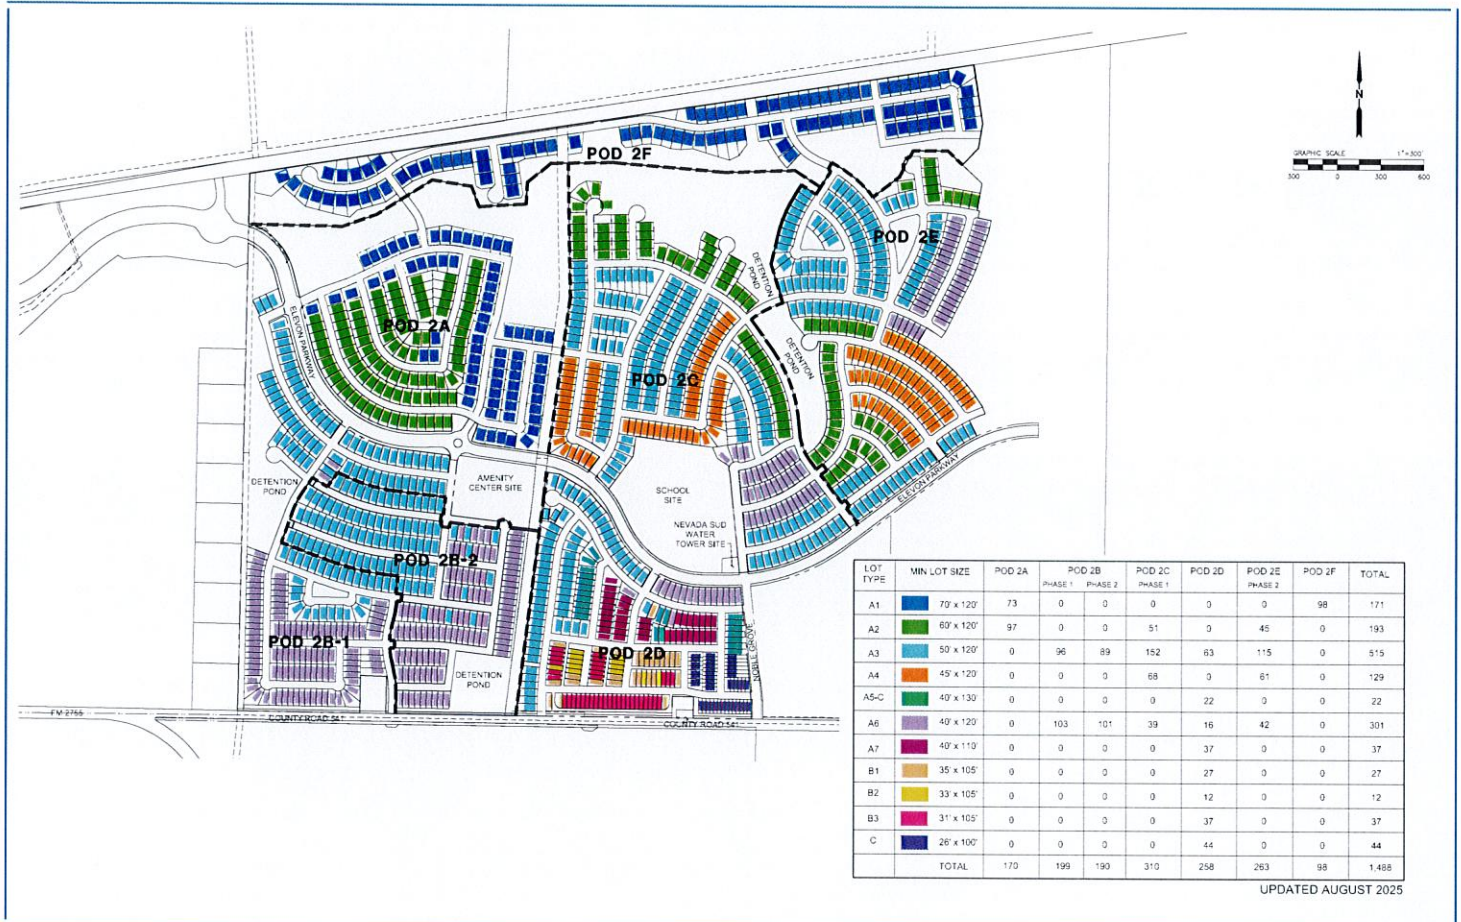 N
GRAPHIC SCALE 1"=300'
300 0 300 600
POD 2F
POD 2E
DETENTION
POND
ELEVON PARKWAY
POD 2A
DETENTION
POND
POD 2C
AMENITY
CENTER SITE
DETENTION
POND
SCHOOL
SITE
ELEVON PARKWAY
NEVADA SUD
WATER
TOWER SITE
POD 2B-2
POD 2B-1
POD 2D
NOBLE GROVE
DETENTION
POND
FM 2755
COUNTY ROAD 541
COUNTY ROAD 541
LOT TYPE MIN LOT SIZE POD 2A POD 2B PHASE 1 PHASE 2 POD 2C PHASE 1 POD 2D POD 2E PHASE 2 POD 2F TOTAL
A1 70' x 120' 73 0 0 0 0 0 98 171
A2 60' x 120' 97 0 0 51 0 45 0 193
A3 50' x 120' 0 96 89 152 63 115 0 515
A4 45' x 120' 0 0 0 68 0 61 0 129
A5-C 40' x 130' 0 0 0 0 22 0 0 22
A6 40' x 120' 0 103 101 39 16 42 0 301
A7 40' x 110' 0 0 0 0 37 0 0 37
B1 35' x 105' 0 0 0 0 27 0 0 27
B2 33' x 105' 0 0 0 0 12 0 0 12
B3 31' x 105' 0 0 0 0 37 0 0 37
C 26' x 100' 0 0 0 0 44 0 0 44
TOTAL 170 199 190 310 258 263 98 1,488
UPDATED AUGUST 2025